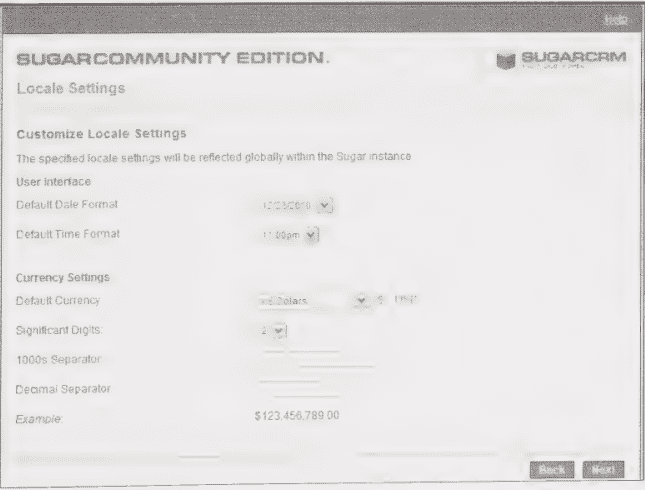 Help
SUGARCOMMUNITY EDITION.
SUGARCRM
Locale Settings
Customize Locale Settings
The specified locale settings will be reflected globally within the Sugar instance
User Interface
Default Date Format
Default Time Format
11:00pm
Currency Settings
Default Currency
Dollars
Significant Digits:
2
1000s Separator
Decimal Separator
Example:
$123,456,789.00
Back Next